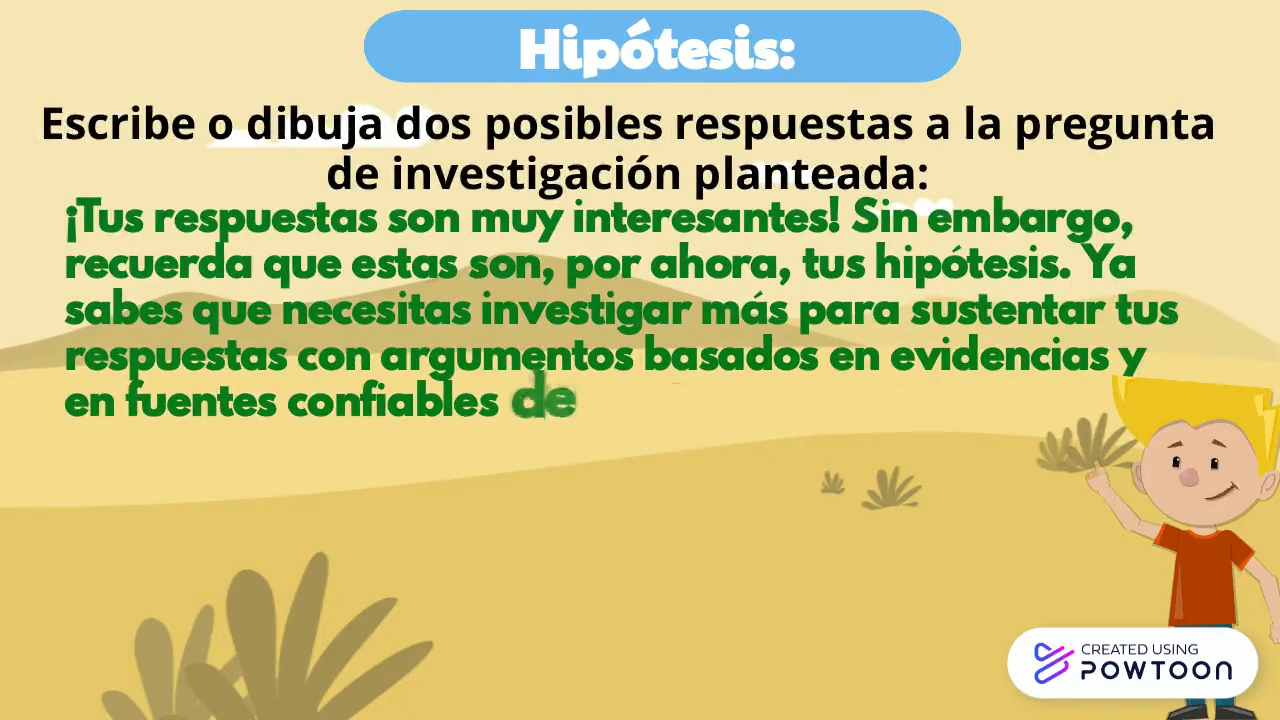 Hipótesis:
Escribe o dibuja dos posibles respuestas a la pregunta
de investigación planteada:
¡Tus respuestas son muy interesantes! Sin embargo,
recuerda que estas son, por ahora, tus hipótesis. Ya
sabes que necesitas investigar más para sustentar tus
respuestas con argumentos basados en evidencias y
en fuentes confiables de
CREATED USING
POWTOON